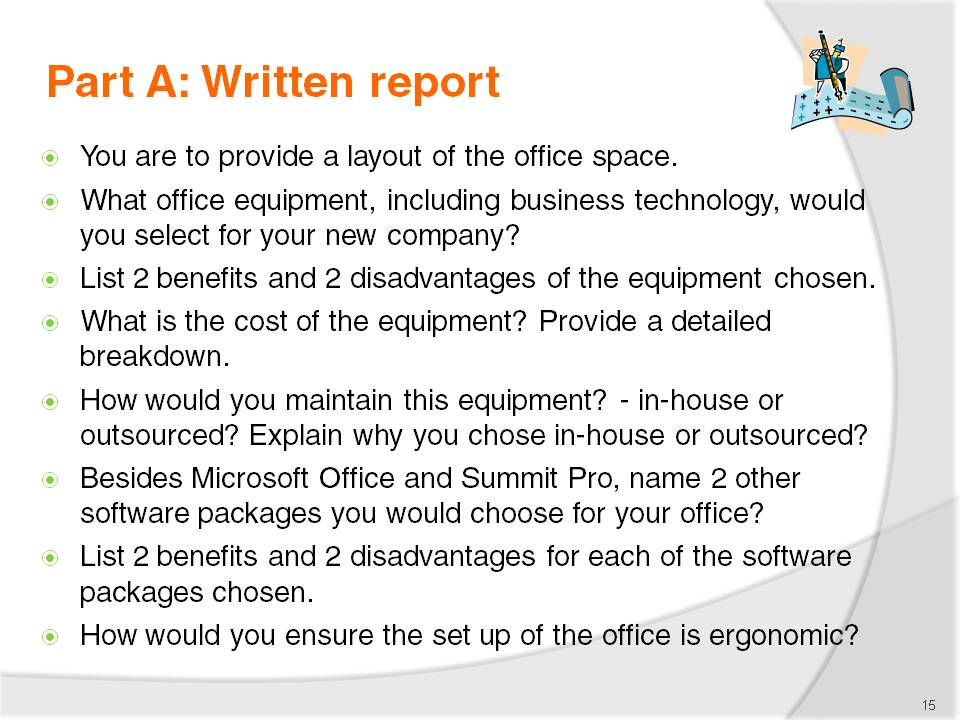 Part A: Written report
You are to provide a layout of the office space.
What office equipment, including business technology, would
you select for your new company?
List 2 benefits and 2 disadvantages of the equipment chosen.
What is the cost of the equipment? Provide a detailed
breakdown.
How would you maintain this equipment? - in-house or
outsourced? Explain why you chose in-house or outsourced?
Besides Microsoft Office and Summit Pro, name 2 other
software packages you would choose for your office?
List 2 benefits and 2 disadvantages for each of the software
packages chosen.
How would you ensure the set up of the office is ergonomic?
15